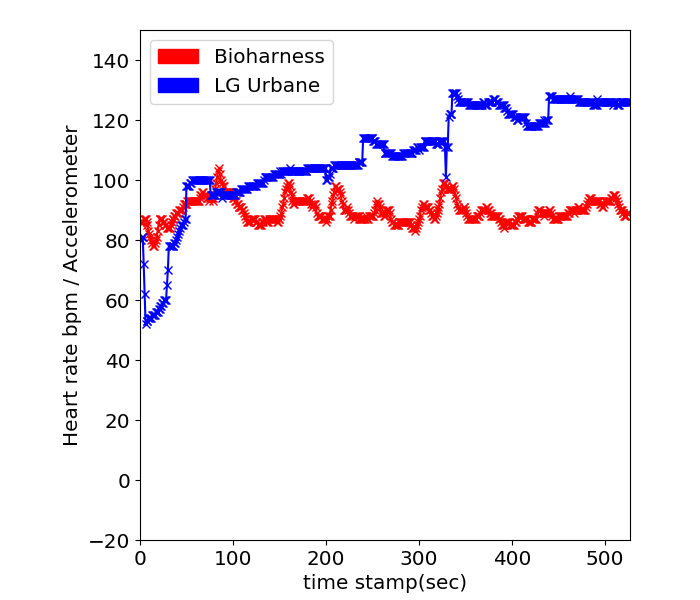 Bioharness
LG Urbane
140
120
100
80
60
40
20
0
−20
0 100 200 300 400 500
Heart rate bpm / Accelerometer
time stamp(sec)